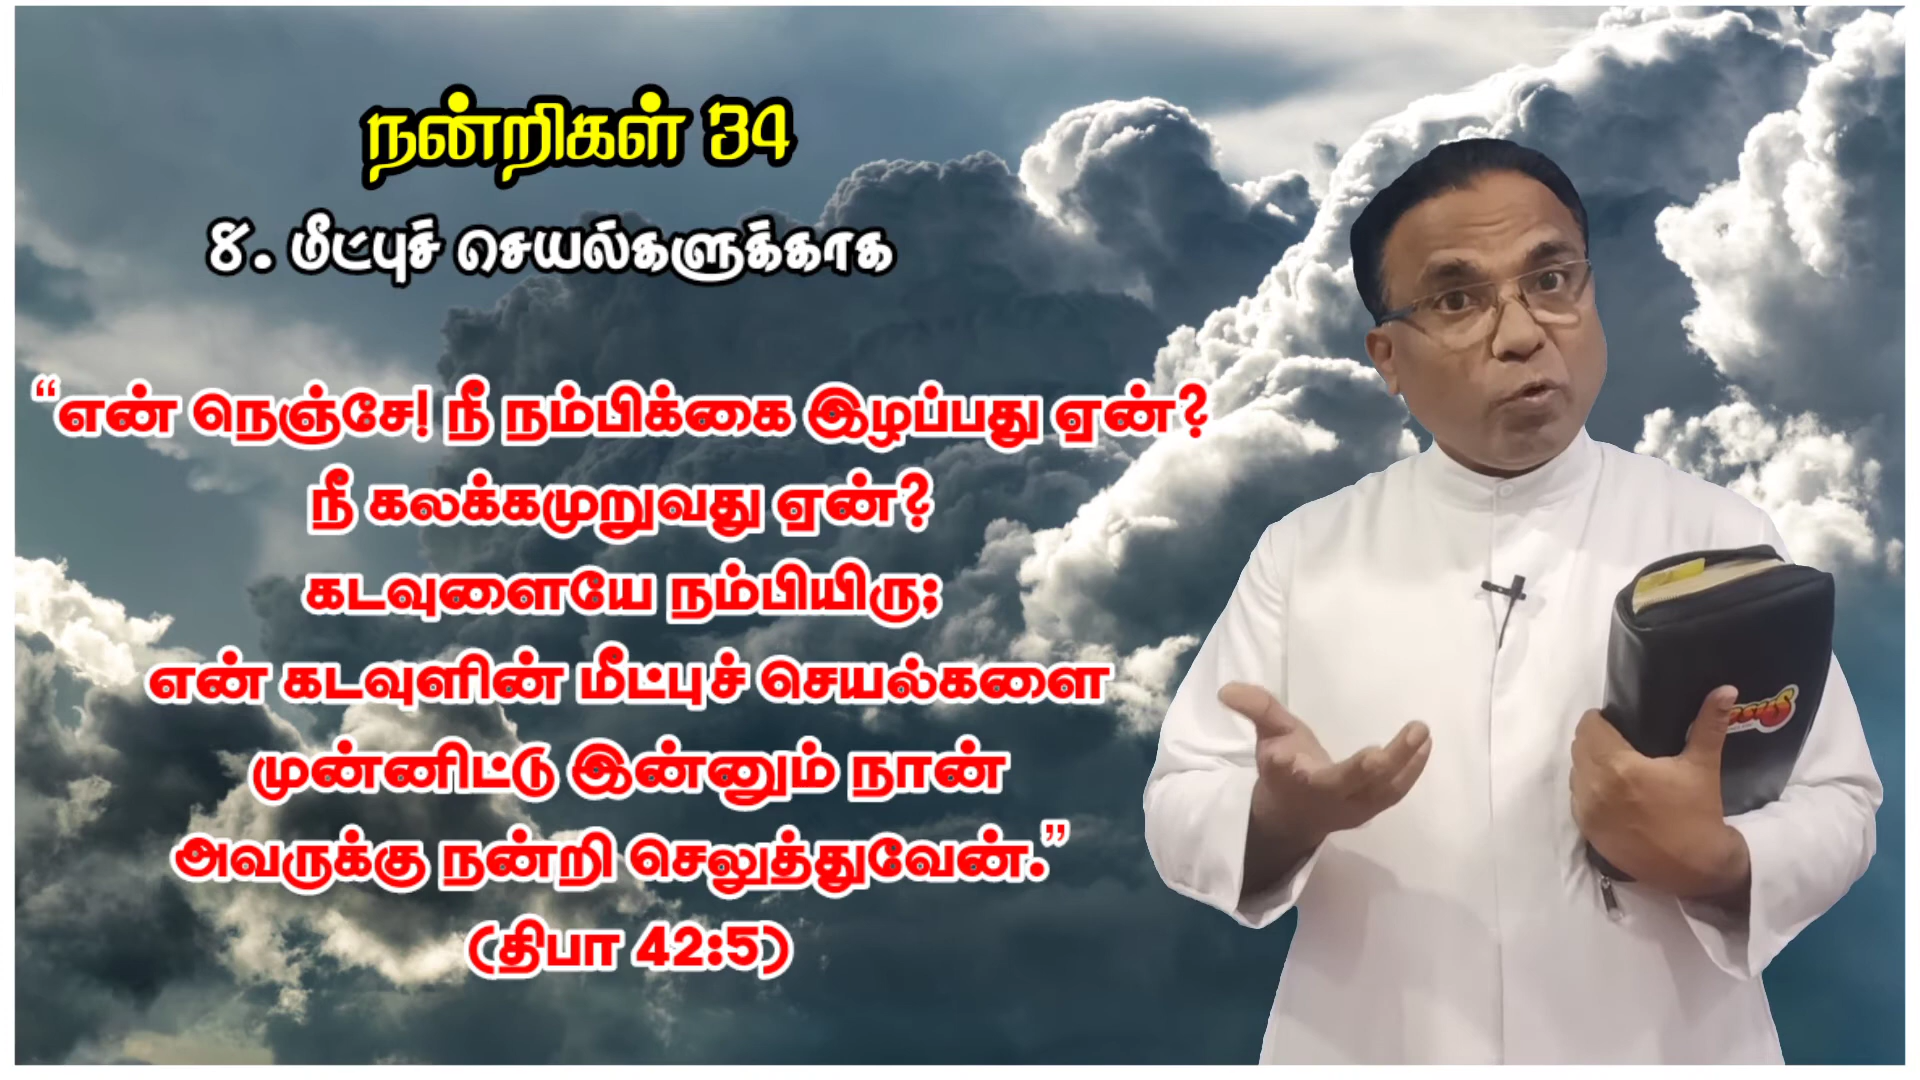 நன்றிகள் 34
8. மீட்புச் செயல்களுக்காக
“என் நெஞ்சே! நீ நம்பிக்கை இழப்பது ஏன்?
நீ கலக்கமுறுவது ஏன்?
கடவுளையே நம்பியிரு;
என் கடவுளின் மீட்புச் செயல்களை
முன்னிட்டு இன்னும் நான்
அவருக்கு நன்றி செலுத்துவேன்.”
(திபா 42:5)